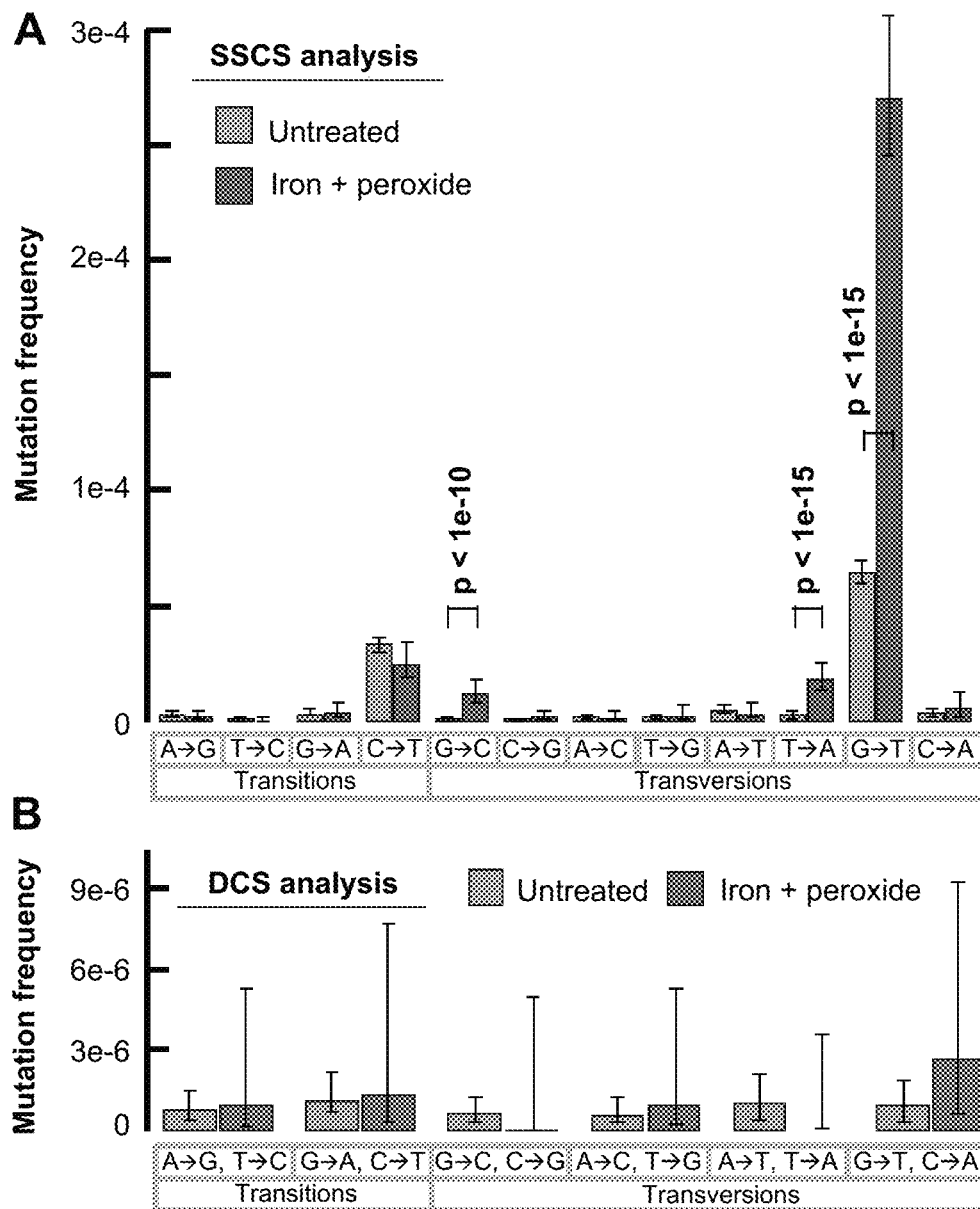 A
3e-4
SSCS analysis
Untreated
Iron + peroxide
2e-4
Mutation frequency
p < 1e-15
1e-4
p < 1e-10
p < 1e-15
0
A→G T→C G→A C→T G→C C→G A→C T→G A→T T→A G→T C→A
Transitions Transversions
B
9e-6
DCS analysis
Untreated
Iron + peroxide
6e-6
Mutation frequency
3e-6
0
A→G, T→C G→A, C→T G→C, C→G A→C, T→G A→T, T→A G→T, C→A
Transitions Transversions